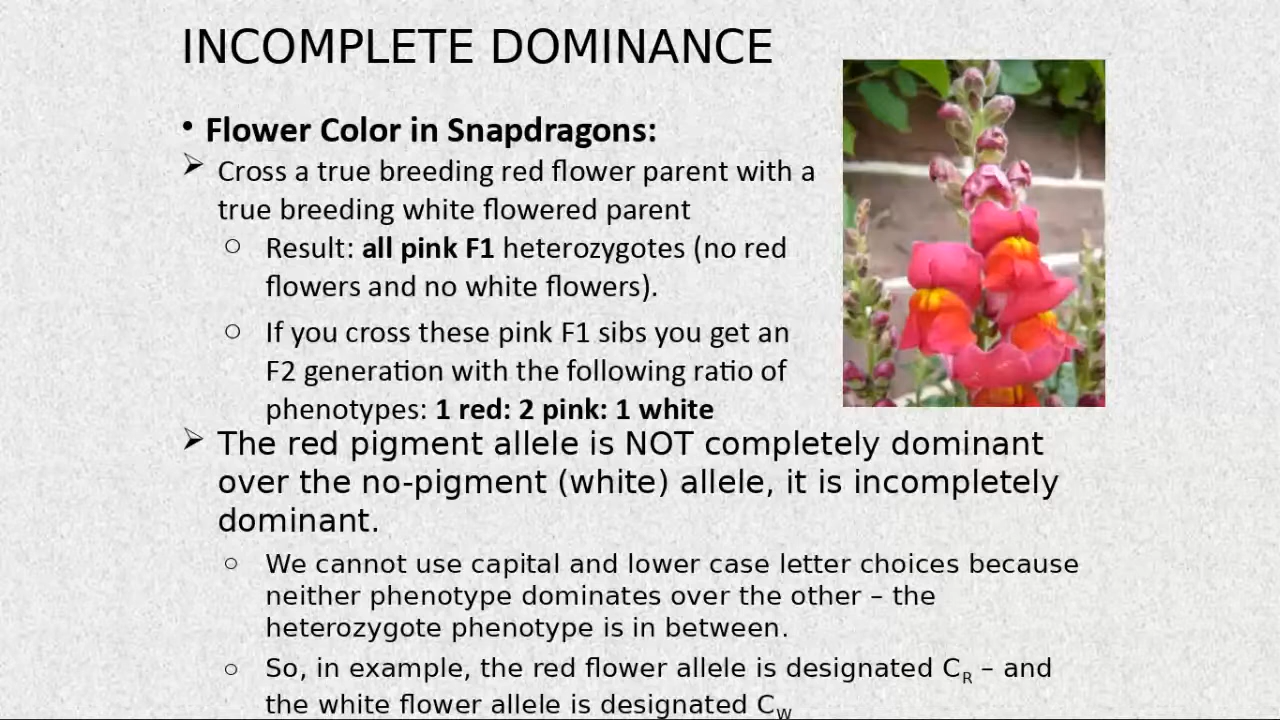 INCOMPLETE DOMINANCE
• Flower Color in Snapdragons:
➢ Cross a true breeding red flower parent with a
true breeding white flowered parent
○ Result: all pink F1 heterozygotes (no red
flowers and no white flowers).
○ If you cross these pink F1 sibs you get an
F2 generation with the following ratio of
phenotypes: 1 red: 2 pink: 1 white
➢ The red pigment allele is NOT completely dominant
over the no-pigment (white) allele, it is incompletely
dominant.
○ We cannot use capital and lower case letter choices because
neither phenotype dominates over the other – the
heterozygote phenotype is in between.
○ So, in example, the red flower allele is designated C_R – and
the white flower allele is designated C_W